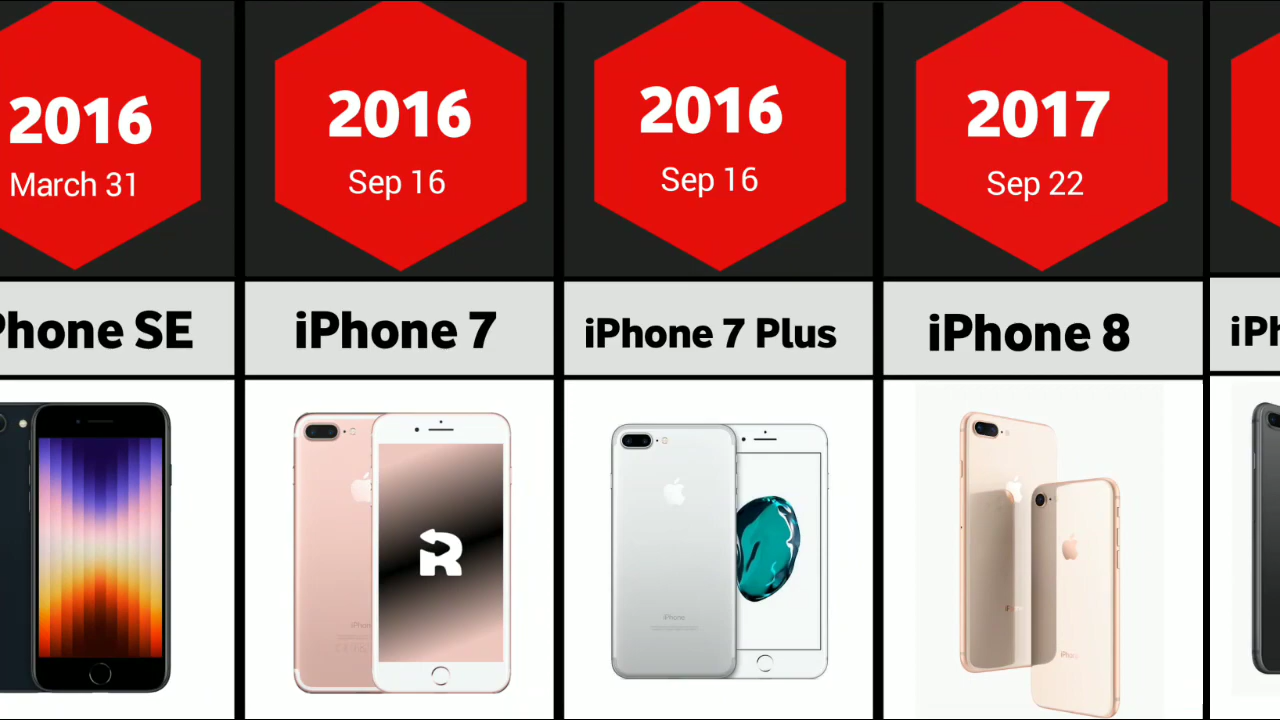 2016
March 31
Phone SE
2016
Sep 16
iPhone 7
2016
Sep 16
iPhone 7 Plus
2017
Sep 22
iPhone 8
iPh
R
iPhone